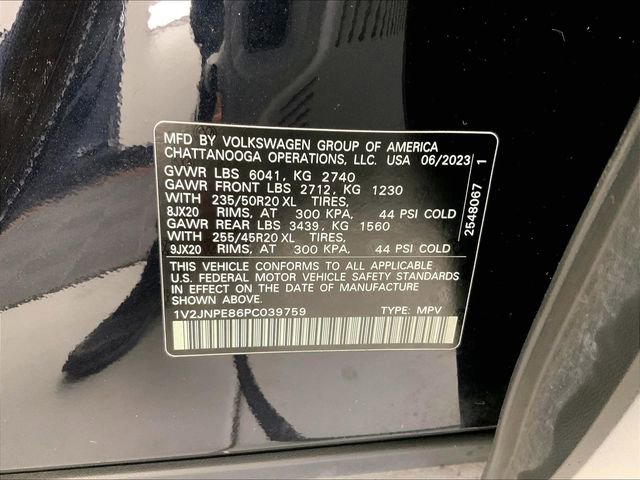 MFD BY VOLKSWAGEN GROUP OF AMERICA
CHATTANOOGA OPERATIONS, LLC. USA 06/2023
GVWR LBS 6041, KG 2740
GAWR FRONT LBS 2712, KG 1230
WITH 235/50R20 XL TIRES,
8JX20 RIMS, AT 300 KPA, 44 PSI COLD
GAWR REAR LBS 3439, KG 1560
WITH 255/45R20 XL TIRES,
9JX20 RIMS, AT 300 KPA, 44 PSI COLD
THIS VEHICLE CONFORMS TO ALL APPLICABLE
U.S. FEDERAL MOTOR VEHICLE SAFETY STANDARDS
IN EFFECT ON THE DATE OF MANUFACTURE
SHOWN ABOVE.
1V2JNPE86PC039759 TYPE: MPV
2548067 1